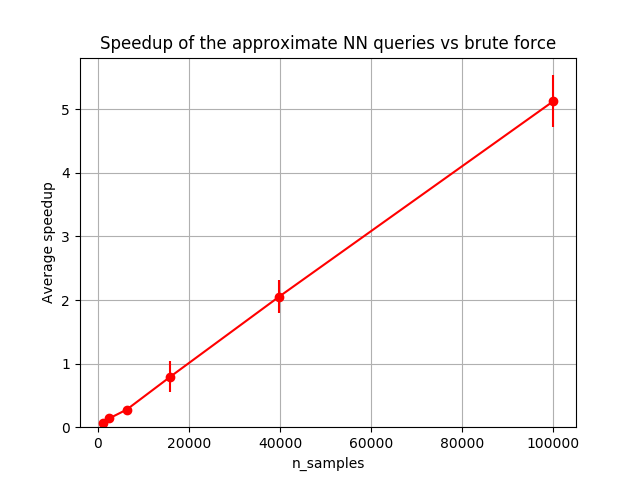 Speedup of the approximate NN queries vs brute force
5
4
3
2
1
0
Average speedup
0 20000 40000 60000 80000 100000
n_samples